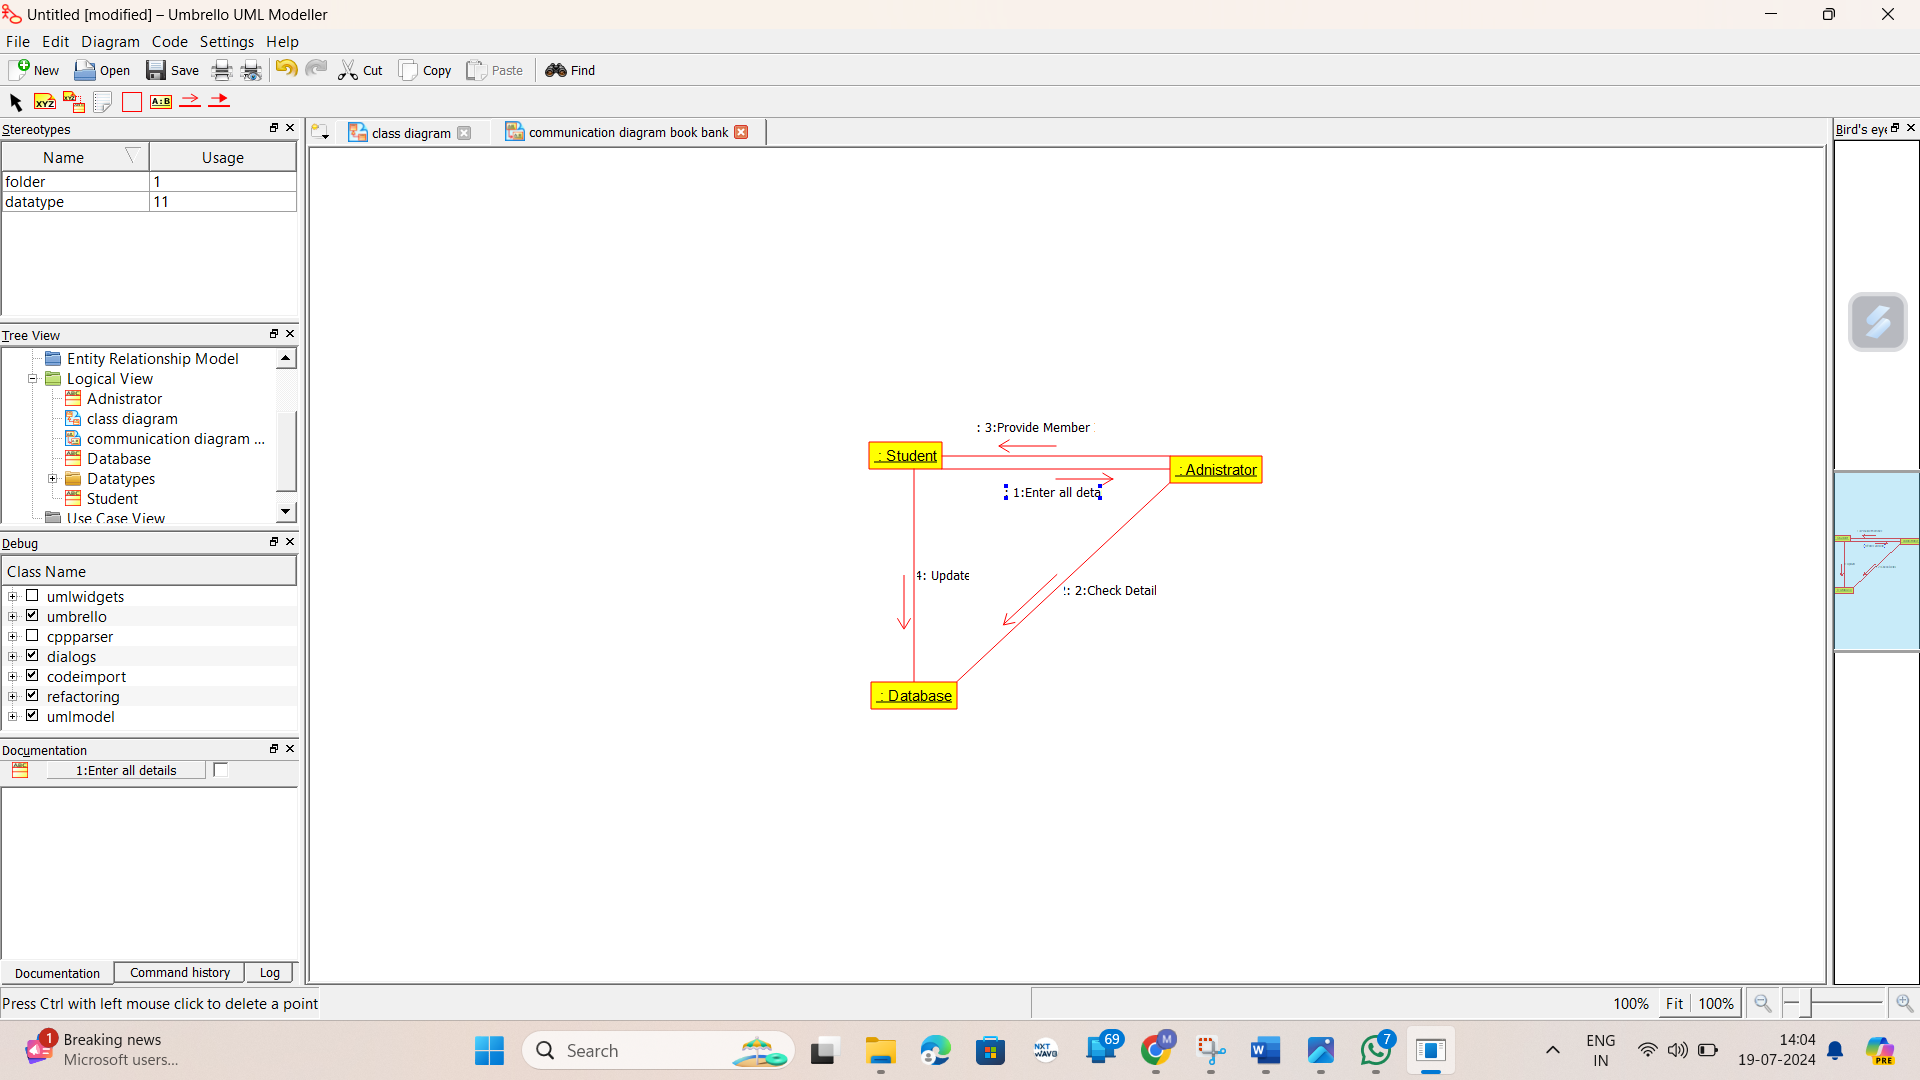 Untitled [modified] – Umbrello UML Modeller
File Edit Diagram Code Settings Help
New Open Save Cut Copy Paste Find
XYZ XYZ A:B
Stereotypes
Name Usage
folder 1
datatype 11
Tree View
Entity Relationship Model
Logical View
Adnistrator
class diagram
communication diagram ...
Database
Datatypes
Student
Use Case View
Debug
Class Name
umlwidgets
umbrello
cppparser
dialogs
codeimport
refactoring
umlmodel
Documentation
1:Enter all details
Documentation Command history Log
class diagram
communication diagram book bank
: 3:Provide Member
: Student
: Adnistrator
: 1:Enter all deta
4: Update
: 2:Check Detail
: Database
Bird's eye
Press Ctrl with left mouse click to delete a point
100% Fit 100%
1
Breaking news
Microsoft users...
Search
NXT
WAVE
69
M
W
7
ENG
IN
14:04
19-07-2024
PRE